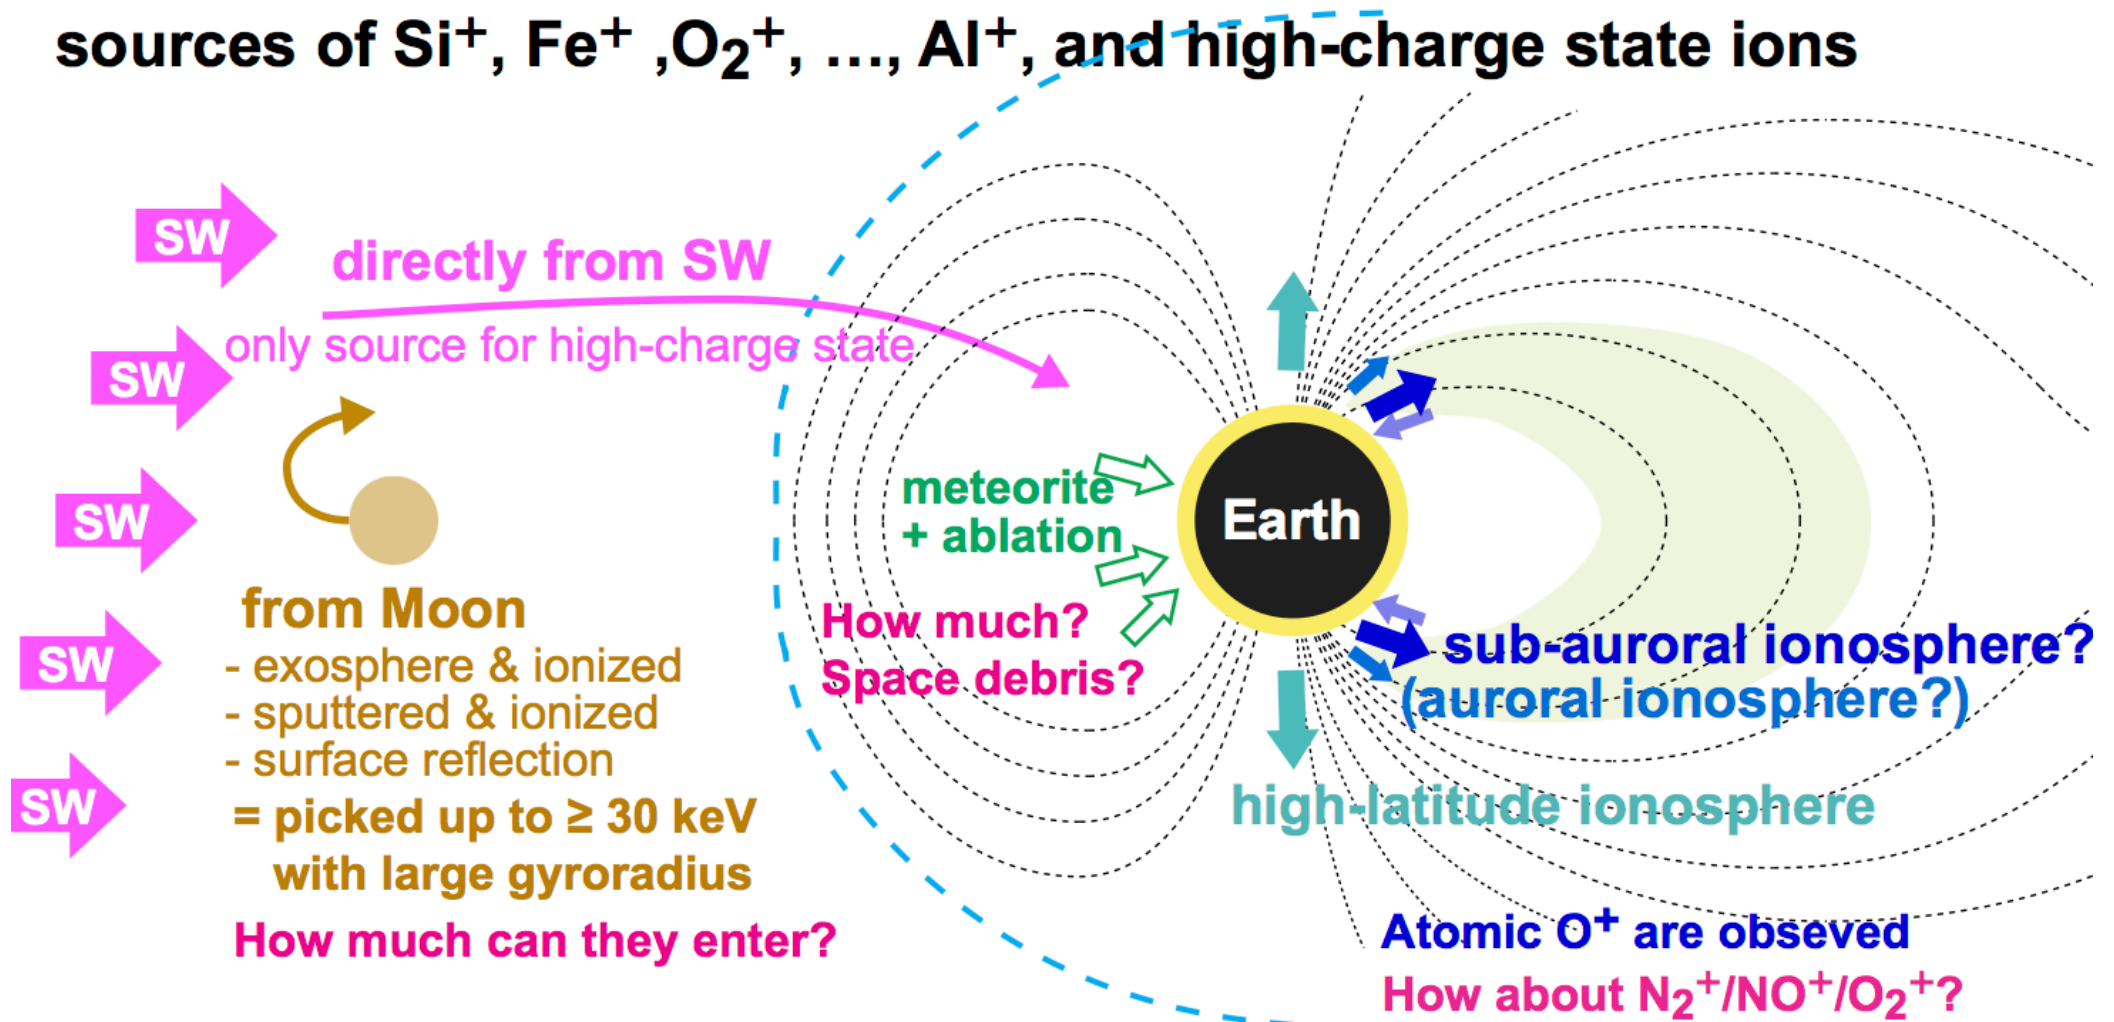 sources of Si⁺, Fe⁺ ,O₂⁺, ..., Al⁺, and high-charge state ions
SW
directly from SW
only source for high-charge state
SW
SW
SW
SW
from Moon
- exosphere & ionized
- sputtered & ionized
- surface reflection
= picked up to ≥ 30 keV
with large gyroradius
How much can they enter?
meteorite
+ ablation
How much?
Space debris?
Earth
sub-auroral ionosphere?
(auroral ionosphere?)
high-latitude ionosphere
Atomic O⁺ are obseved
How about N₂⁺/NO⁺/O₂⁺?